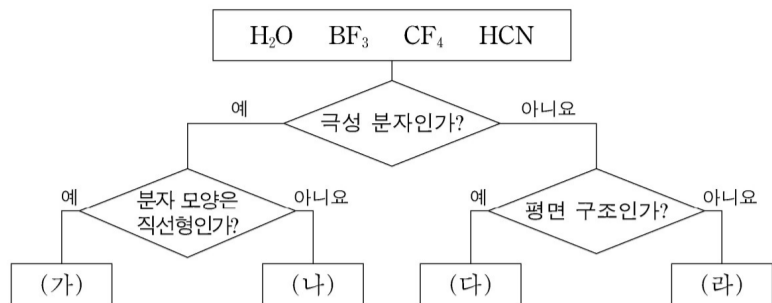 H₂O BF₃ CF₄ HCN
극성 분자인가?
예 아니요
분자 모양은
직선형인가?
예 아니요
평면 구조인가?
예 아니요
(가) (나) (다) (라)